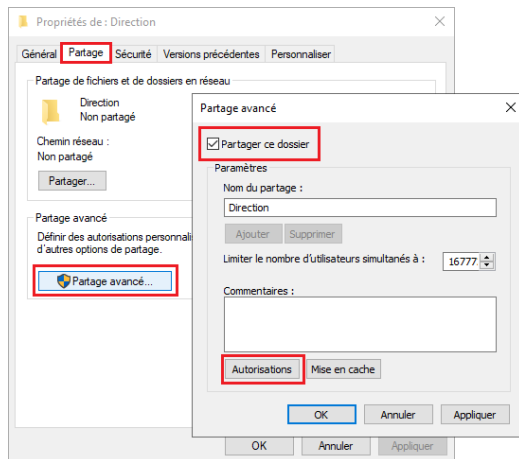 Propriétés de : Direction
Général Partage Sécurité Versions précédentes Personnaliser
Partage de fichiers et de dossiers en réseau
Direction
Non partagé
Chemin réseau :
Non partagé
Partager...
Partage avancé
Définir des autorisations personnali
d'autres options de partage.
Partage avancé...
OK Annuler Appliquer
Partage avancé
Partager ce dossier
Paramètres
Nom du partage :
Direction
Ajouter Supprimer
Limiter le nombre d'utilisateurs simultanés à : 16777
Commentaires :
Autorisations Mise en cache
OK Annuler Appliquer